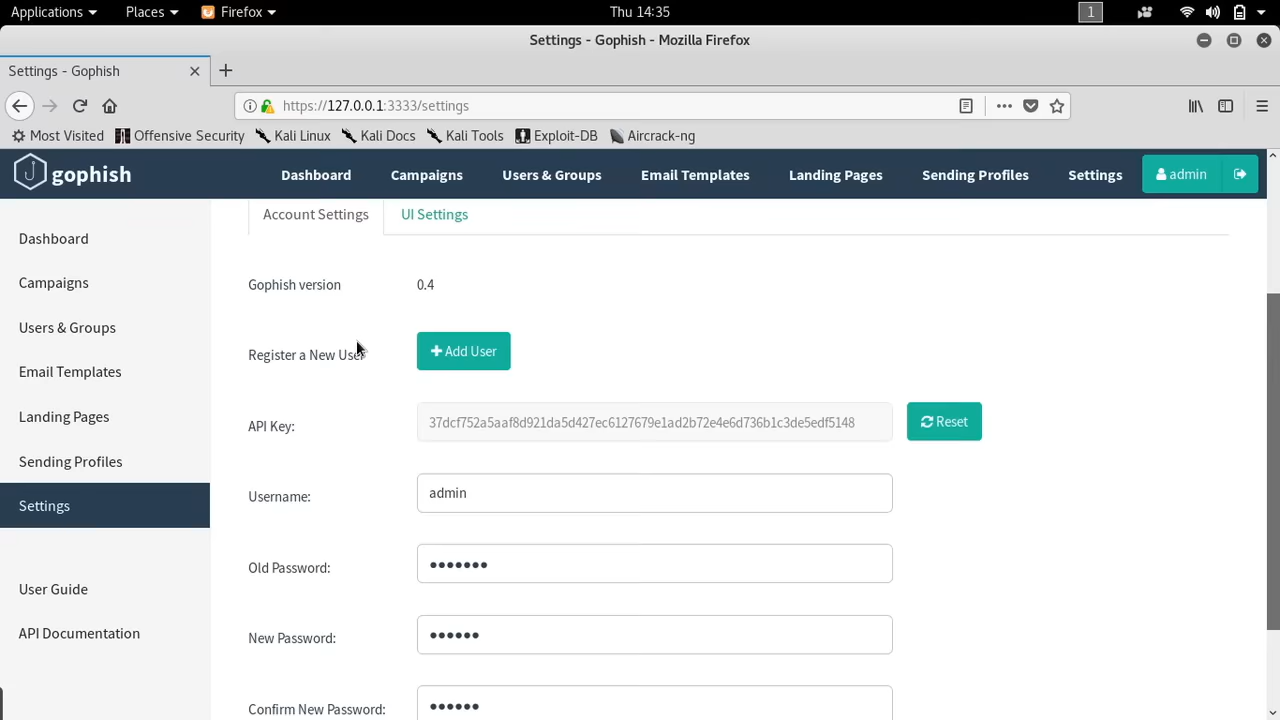 Applications Places Firefox Thu 14:35 1
Settings - Gophish - Mozilla Firefox
Settings - Gophish
https://127.0.0.1:3333/settings
Most Visited Offensive Security Kali Linux Kali Docs Kali Tools Exploit-DB Aircrack-ng
gophish Dashboard Campaigns Users & Groups Email Templates Landing Pages Sending Profiles Settings admin
Account Settings UI Settings
Dashboard
Campaigns
Users & Groups
Email Templates
Landing Pages
Sending Profiles
Settings
User Guide
API Documentation
Gophish version 0.4
Register a New User Add User
API Key: 37dcf752a5aaf8d921da5d427ec6127679e1ad2b72e4e6d736b1c3de5edf5148 Reset
Username: admin
Old Password: •••••••
New Password: ••••••
Confirm New Password: ••••••